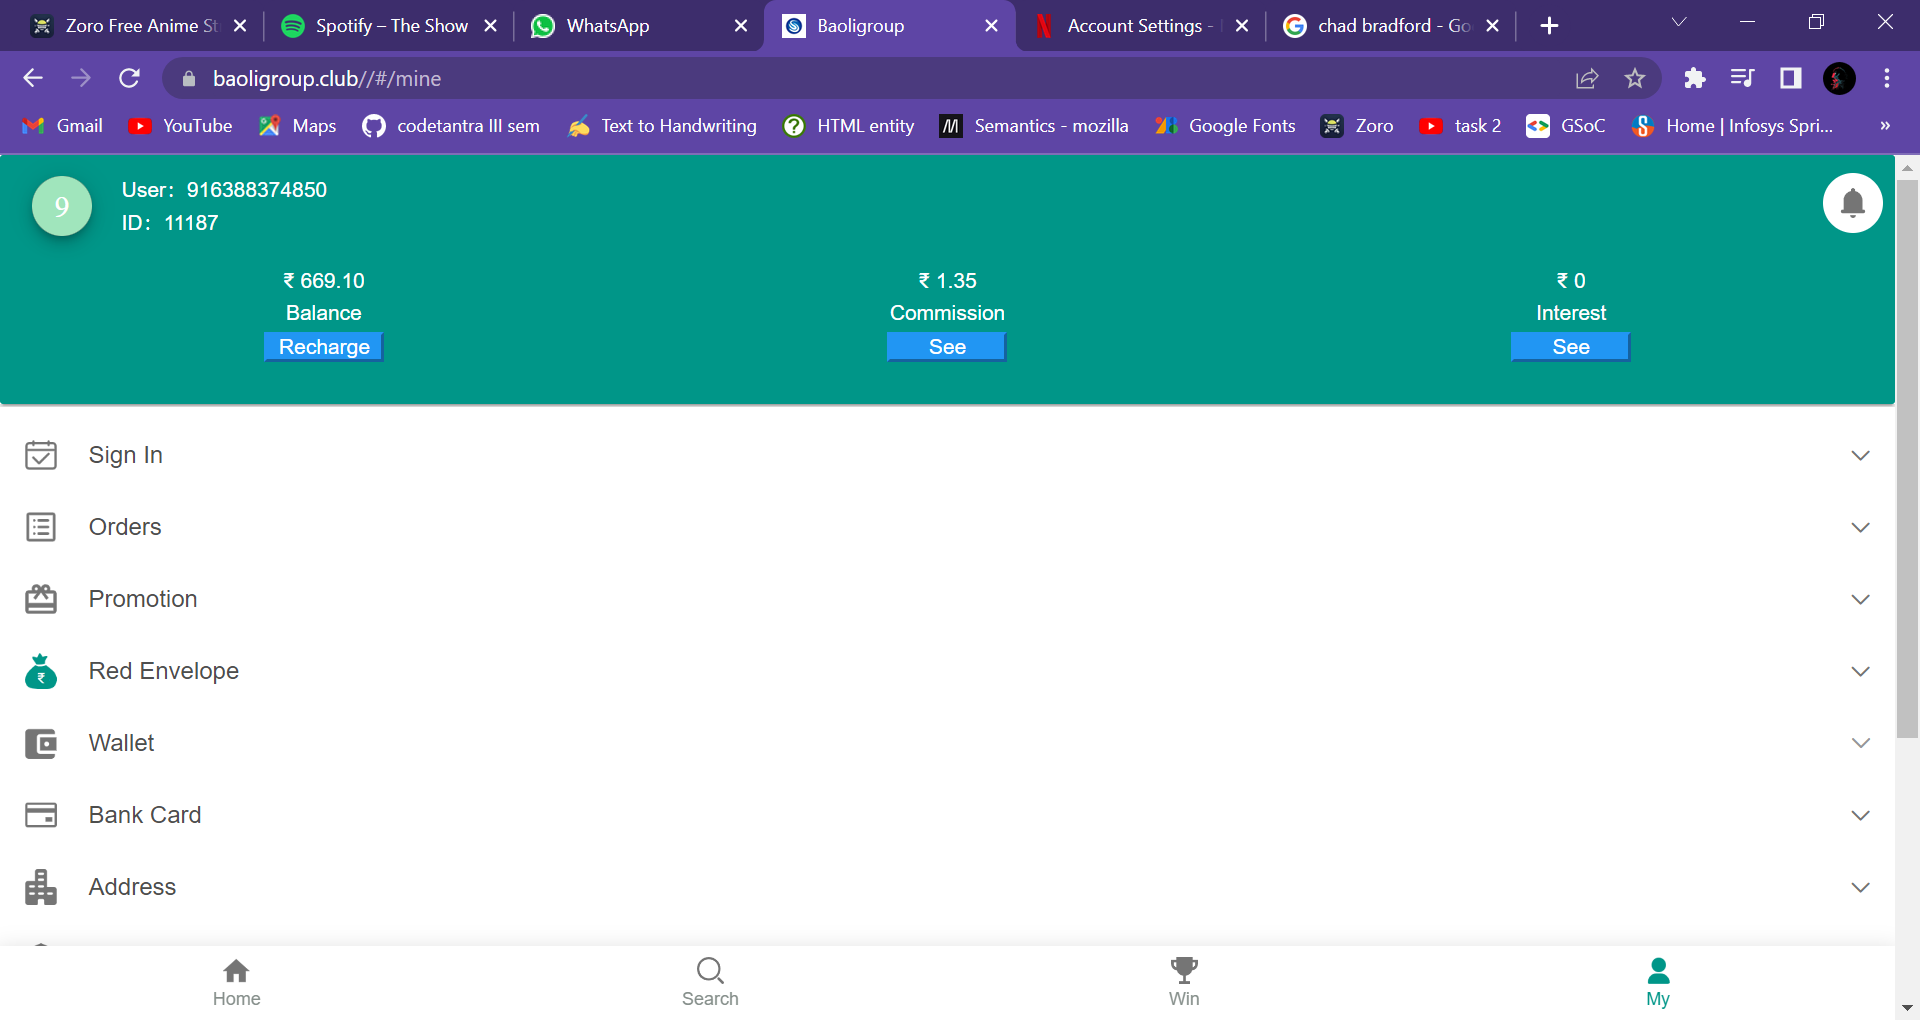 Zoro Free Anime St
Spotify – The Show
WhatsApp
Baoligroup
Account Settings -
chad bradford - Go
baoligroup.club//#/mine
Gmail
YouTube
Maps
codetantra III sem
Text to Handwriting
HTML entity
Semantics - mozilla
Google Fonts
Zoro
task 2
GSoC
Home | Infosys Spri...
»
9
User: 916388374850
ID: 11187
₹ 669.10
Balance
Recharge
₹ 1.35
Commission
See
₹ 0
Interest
See
Sign In
Orders
Promotion
Red Envelope
Wallet
Bank Card
Address
Home
Search
Win
My